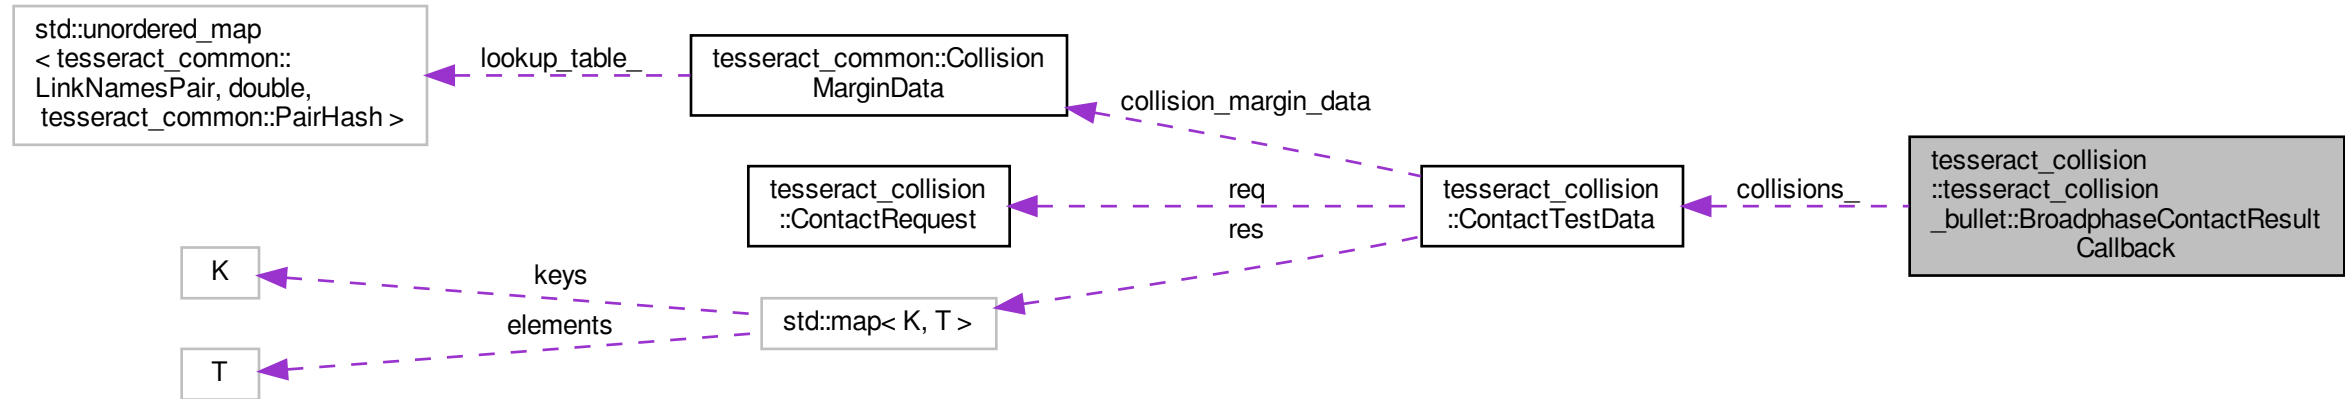 std::unordered_map
< tesseract_common::
LinkNamesPair, double,
tesseract_common::PairHash >
lookup_table_
tesseract_common::Collision
MarginData
collision_margin_data
tesseract_collision
::ContactRequest
req
res
tesseract_collision
::ContactTestData
collisions_
tesseract_collision
::tesseract_collision
_bullet::BroadphaseContactResult
Callback
K
keys
elements
std::map< K, T >
T